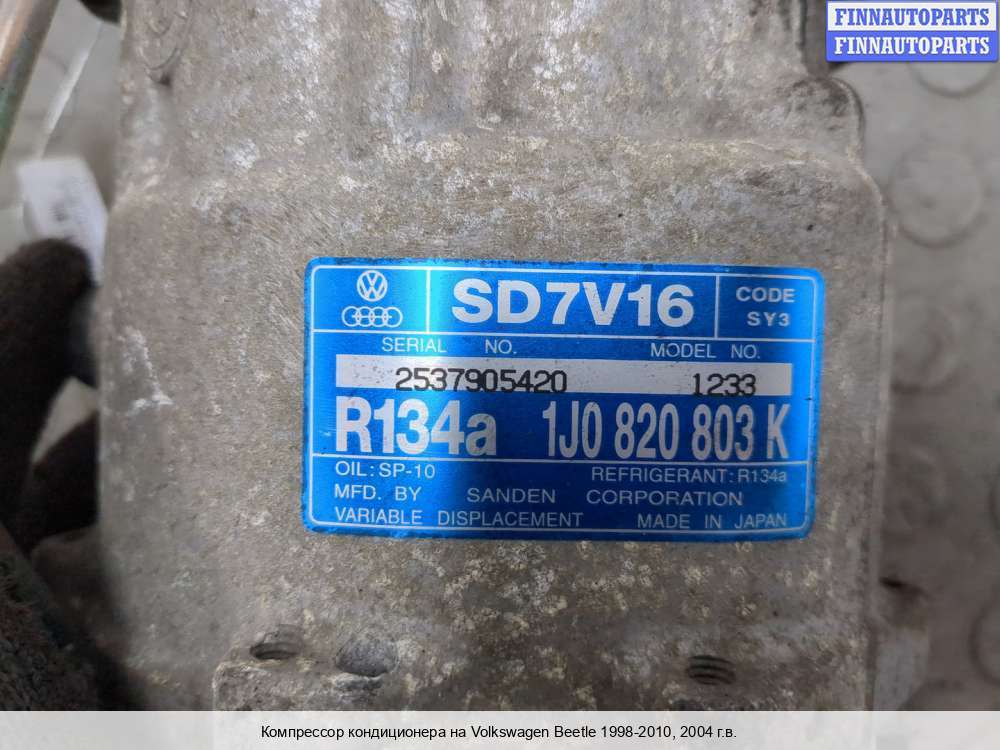 FINNAUTOPARTS
FINNAUTOPARTS
SD7V16
CODE
SY3
SERIAL NO. MODEL NO.
2537905420 1233
R134a 1J0 820 803 K
OIL: SP-10 REFRIGERANT: R134a
MFD. BY SANDEN CORPORATION
VARIABLE DISPLACEMENT MADE IN JAPAN
Компрессор кондиционера на Volkswagen Beetle 1998-2010, 2004 г.в.